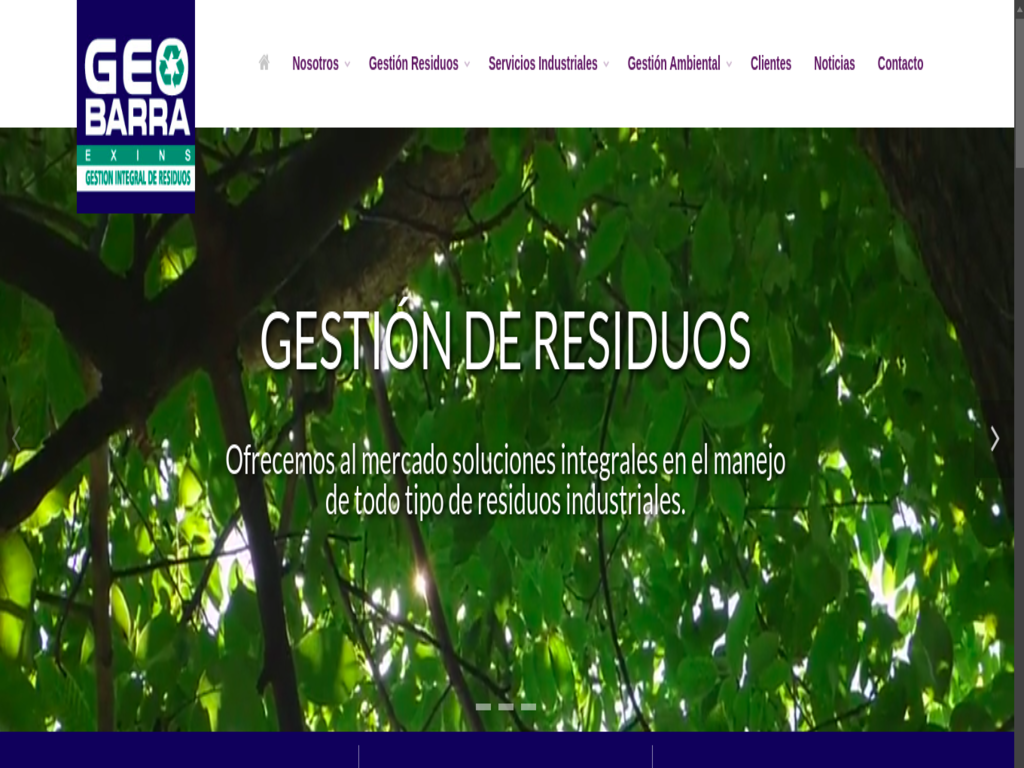 GEO
BARRA
EXINS
GESTION INTEGRAL DE RESIDUOS
Nosotros
Gestión Residuos
Servicios Industriales
Gestión Ambiental
Clientes
Noticias
Contacto
GESTIÓN DE RESIDUOS
Ofrecemos al mercado soluciones integrales en el manejo
de todo tipo de residuos industriales.